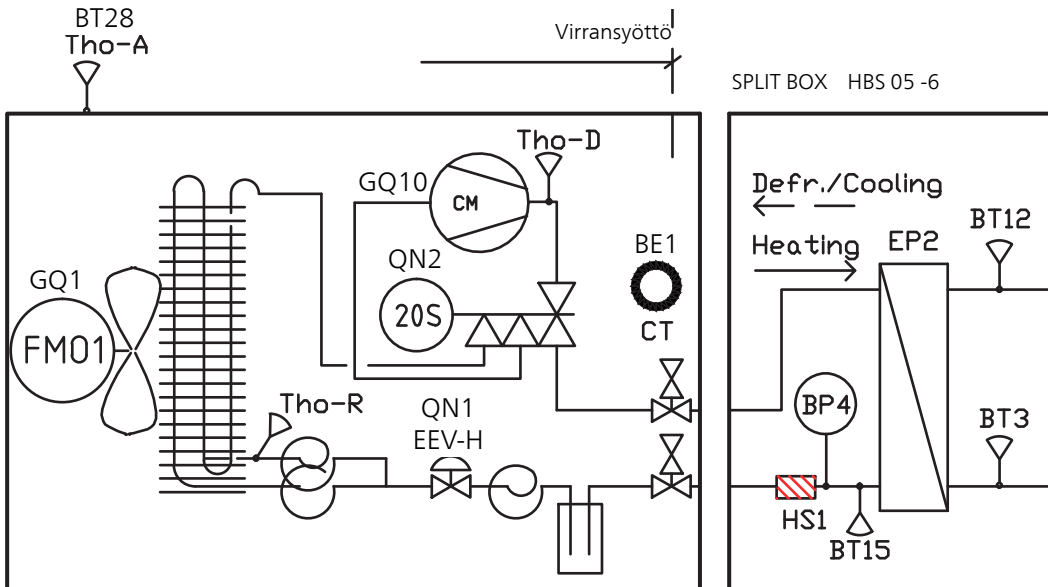 BT28
Tho-A
Virransyöttö
SPLIT BOX HBS 05 -6
Tho-D
GQ10
CM
Defr./Cooling
BT12
Heating
EP2
BE1
QN2
GQ1
20S
CT
FM01
Tho-R
QN1
EEV-H
BP4
BT3
HS1
BT15